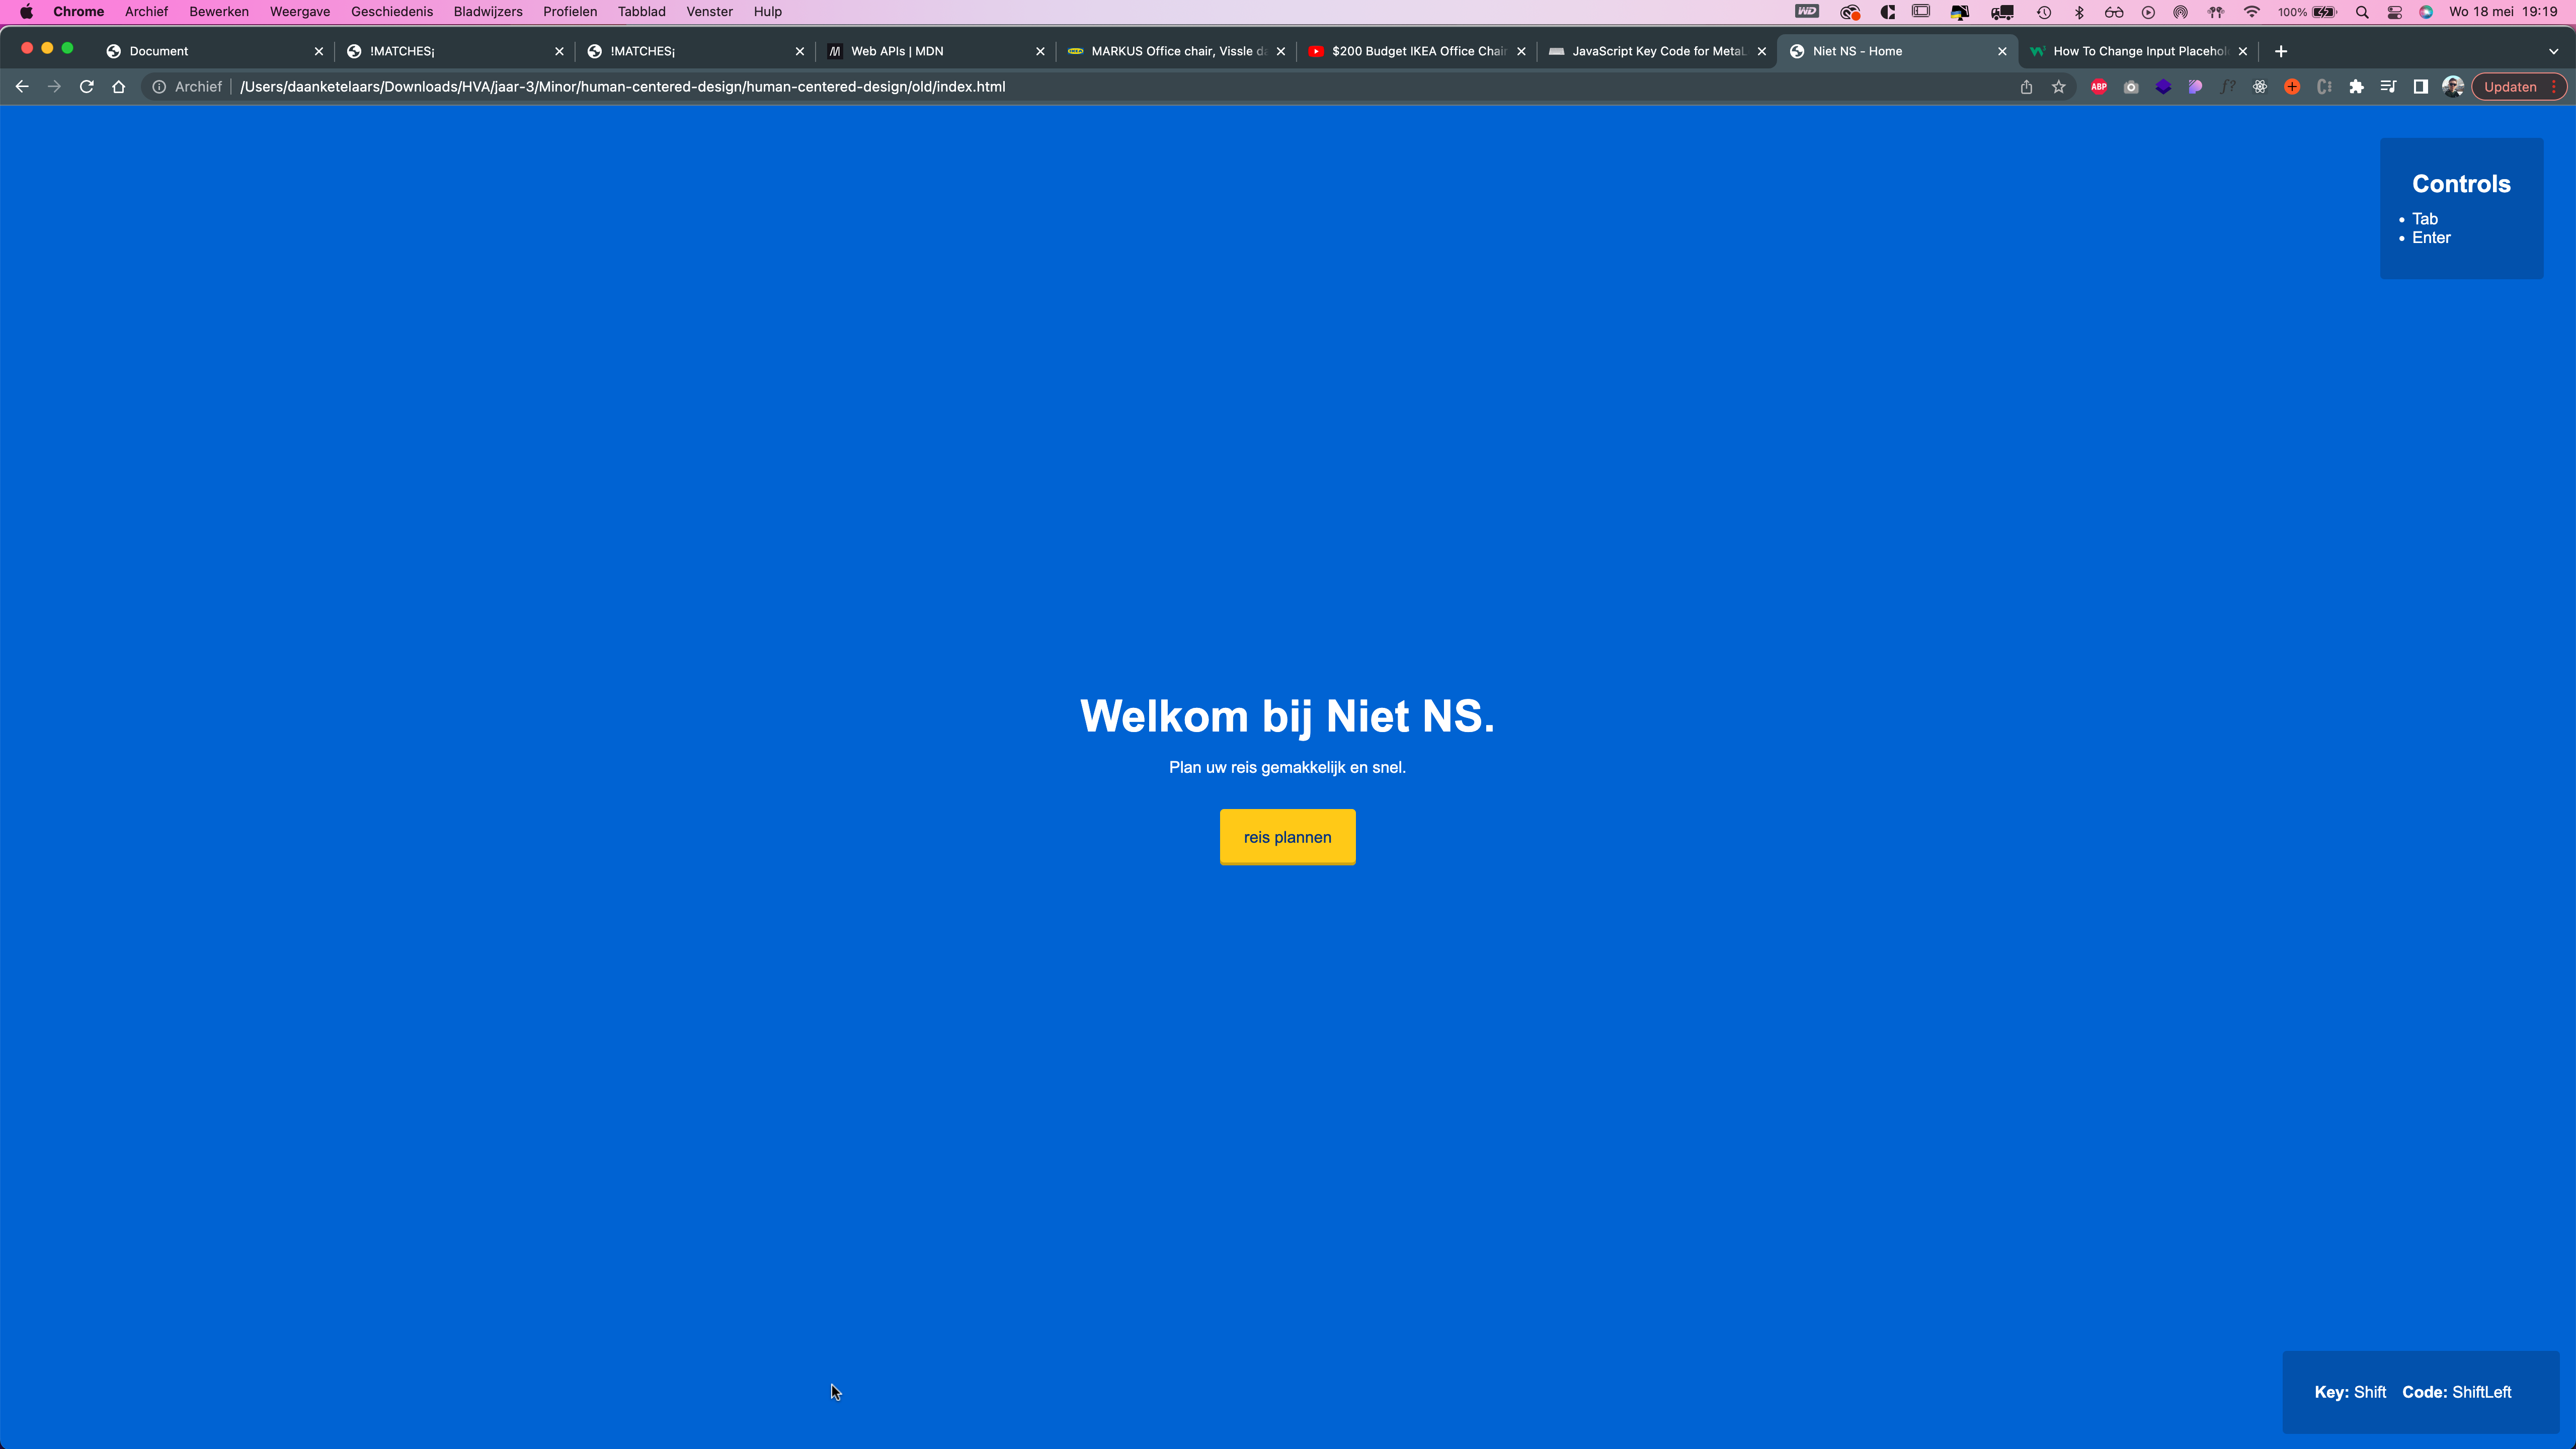 Chrome Archief Bewerken Weergave Geschiedenis Bladwijzers Profielen Tabblad Venster Hulp WD 100% Wo 18 mei 19:19
Document !MATCHES¡ !MATCHES¡ Web APIs | MDN MARKUS Office chair, Vissle da $200 Budget IKEA Office Chair JavaScript Key Code for MetaL Niet NS - Home How To Change Input Placehol
Archief /Users/daanketelaars/Downloads/HVA/jaar-3/Minor/human-centered-design/human-centered-design/old/index.html ABP f? Updaten
Controls
• Tab
• Enter
Welkom bij Niet NS.
Plan uw reis gemakkelijk en snel.
reis plannen
Key: Shift Code: ShiftLeft